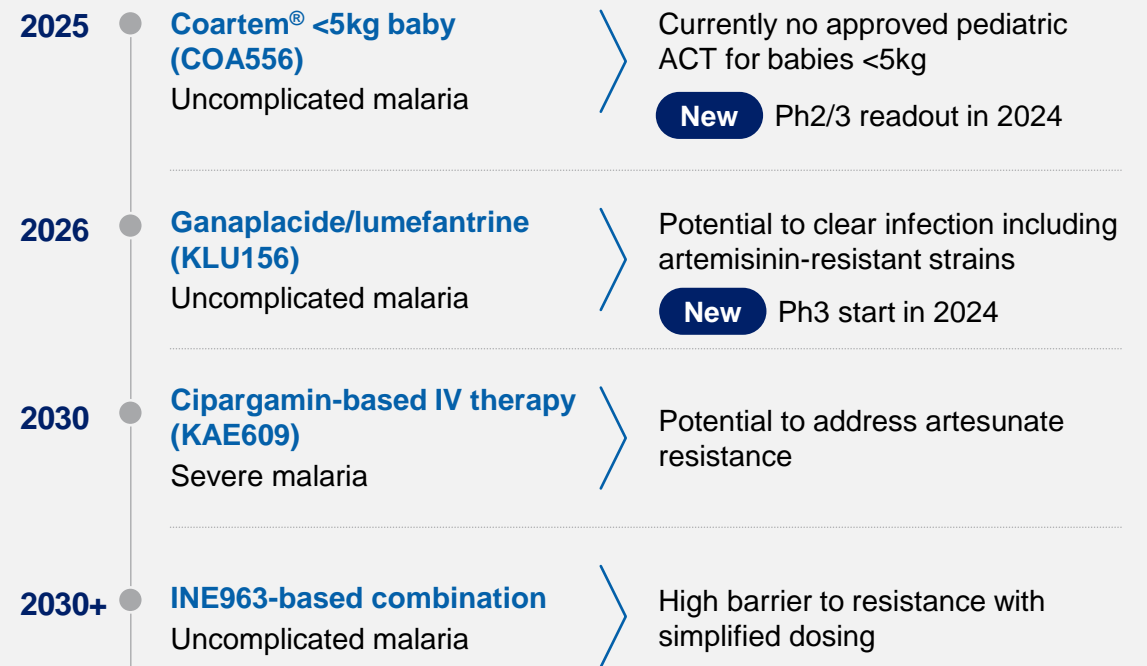 2025
Coartem® <5kg baby
(COA556)
Uncomplicated malaria
Currently no approved pediatric
ACT for babies <5kg
New Ph2/3 readout in 2024
2026
Ganaplacide/lumefantrine
(KLU156)
Uncomplicated malaria
Potential to clear infection including
artemisinin-resistant strains
New Ph3 start in 2024
2030
Cipargamin-based IV therapy
(KAE609)
Severe malaria
Potential to address artesunate
resistance
2030+
INE963-based combination
Uncomplicated malaria
High barrier to resistance with
simplified dosing